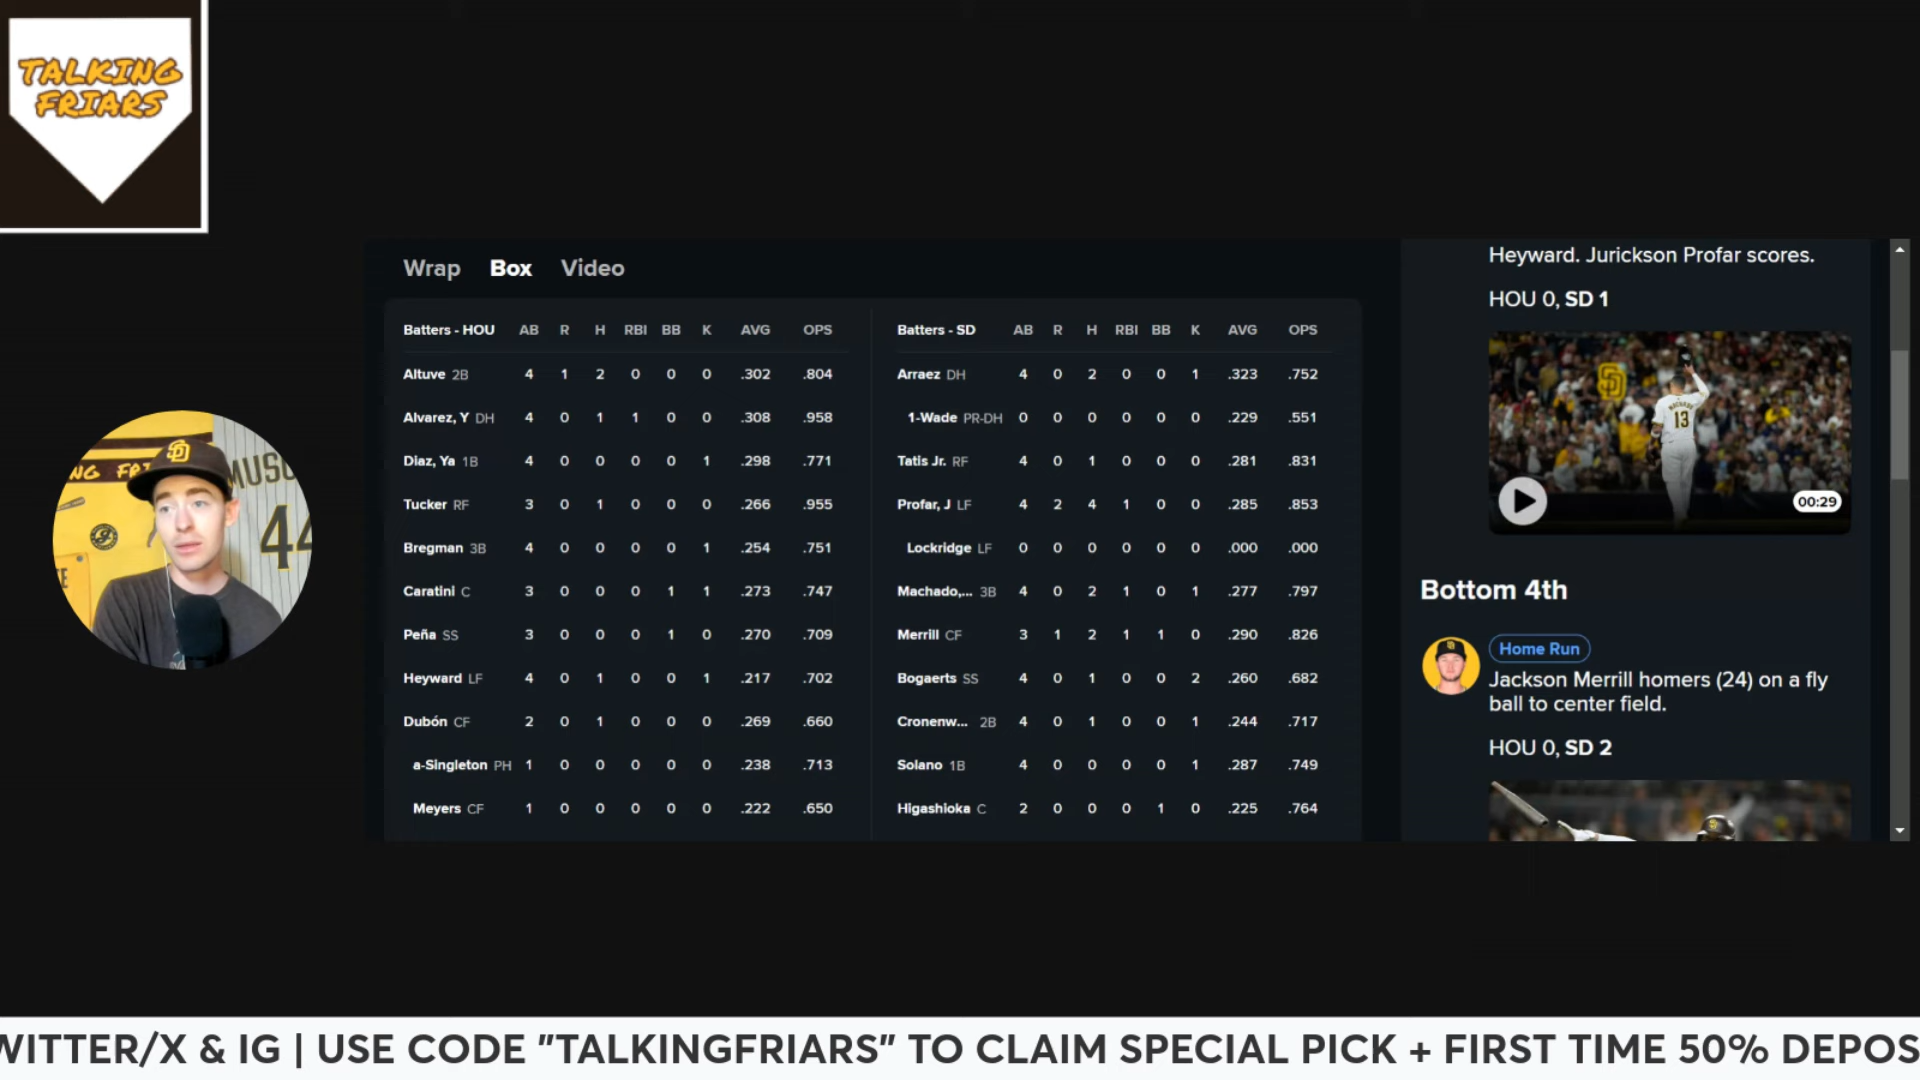 TALKING
FRIARS
Wrap Box Video
Batters - HOU AB R H RBI BB K AVG OPS
Altuve 2B 4 1 2 0 0 0 .302 .804
Alvarez, Y DH 4 0 1 1 0 0 .308 .958
Diaz, Ya 1B 4 0 0 0 0 1 .298 .771
Tucker RF 3 0 1 0 0 0 .266 .955
Bregman 3B 4 0 0 0 0 1 .254 .751
Caratini C 3 0 0 0 1 1 .273 .747
Peña SS 3 0 0 0 1 0 .270 .709
Heyward LF 4 0 1 0 0 1 .217 .702
Dubón CF 2 0 1 0 0 0 .269 .660
a-Singleton PH 1 0 0 0 0 0 .238 .713
Meyers CF 1 0 0 0 0 0 .222 .650
Batters - SD AB R H RBI BB K AVG OPS
Arraez DH 4 0 2 0 0 1 .323 .752
1-Wade PR-DH 0 0 0 0 0 0 .229 .551
Tatis Jr. RF 4 0 1 0 0 0 .281 .831
Profar, J LF 4 2 4 1 0 0 .285 .853
Lockridge LF 0 0 0 0 0 0 .000 .000
Machado,... 3B 4 0 2 1 0 1 .277 .797
Merrill CF 3 1 2 1 1 0 .290 .826
Bogaerts SS 4 0 1 0 0 2 .260 .682
Cronenw... 2B 4 0 1 0 0 1 .244 .717
Solano 1B 4 0 0 0 0 1 .287 .749
Higashioka C 2 0 0 0 1 0 .225 .764
Heyward. Jurickson Profar scores.
HOU 0, SD 1
MACHADO
13
00:29
Bottom 4th
Home Run
Jackson Merrill homers (24) on a fly
ball to center field.
HOU 0, SD 2
NG FRI
MUSG
44
SD
WITTER/X & IG | USE CODE "TALKINGFRIARS" TO CLAIM SPECIAL PICK + FIRST TIME 50% DEPOS